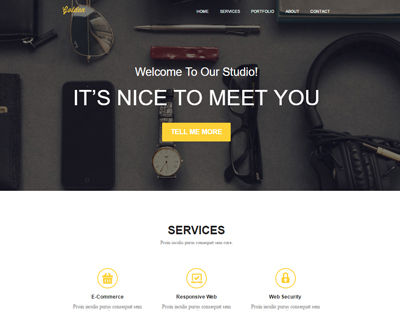 Golden
HOME SERVICES PORTFOLIO ABOUT CONTACT
Welcome To Our Studio!
IT'S NICE TO MEET YOU
TELL ME MORE
SERVICES
Proin iaculis purus consequat sem cure.
E-Commerce Responsive Web Web Security
Proin iaculis purus consequat sem Proin iaculis purus consequat sem Proin iaculis purus consequat sem